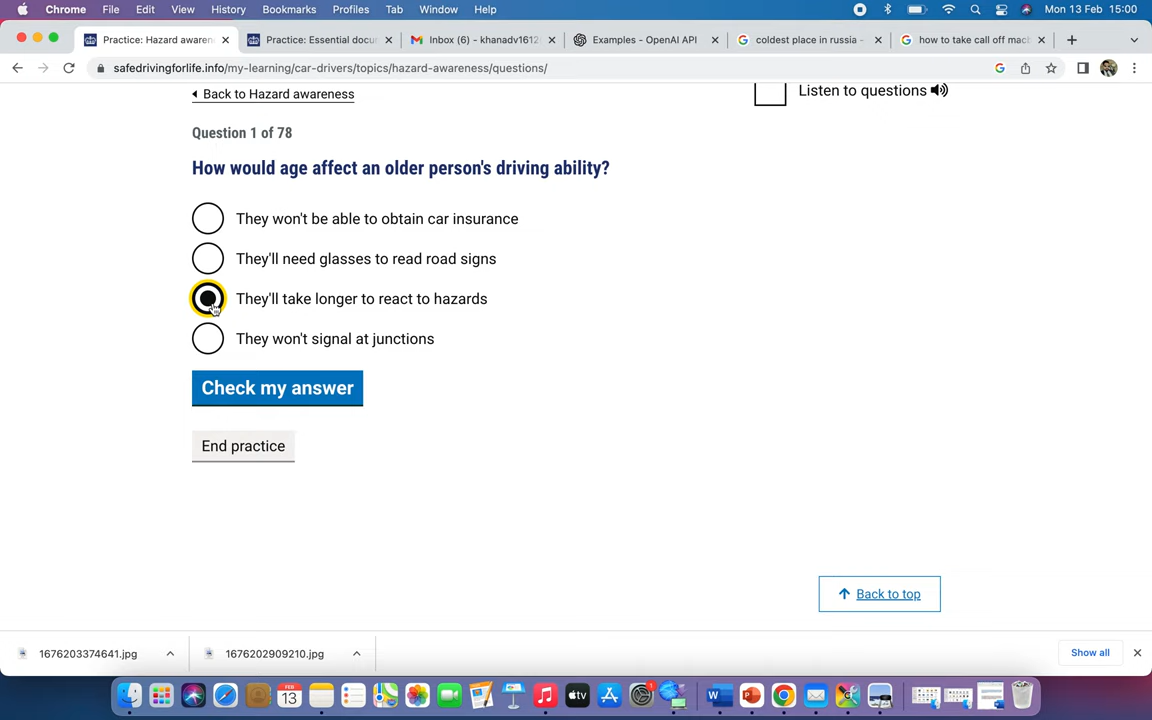 Chrome File Edit View History Bookmarks Profiles Tab Window Help Mon 13 Feb 15:00
Practice: Hazard awaren Practice: Essential docu Inbox (6) - khanadv1612 Examples - OpenAI API coldest place in russia - how to take call off macb
safedrivingforlife.info/my-learning/car-drivers/topics/hazard-awareness/questions/
Back to Hazard awareness
Listen to questions
Question 1 of 78
How would age affect an older person's driving ability?
They won't be able to obtain car insurance
They'll need glasses to read road signs
They'll take longer to react to hazards
They won't signal at junctions
Check my answer
End practice
Back to top
1676203374641.jpg 1676202909210.jpg Show all
FEB
13
tv
1
W P